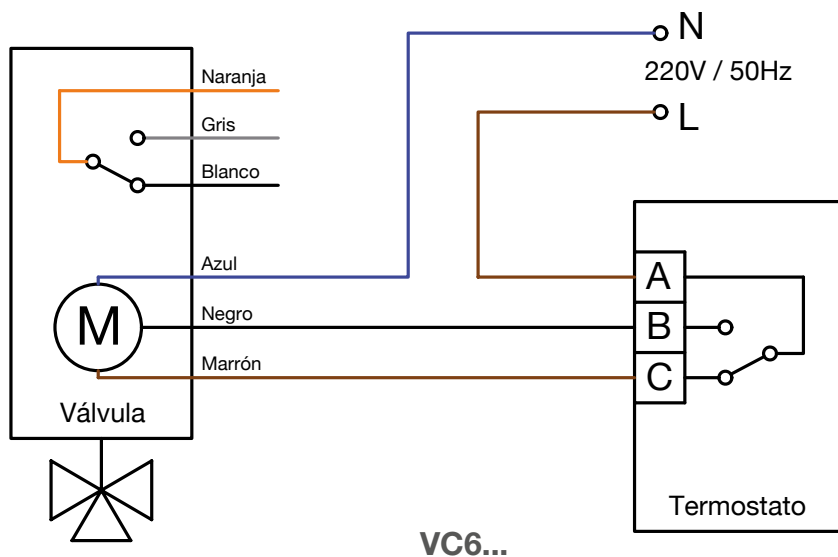 N
220V / 50Hz
L
Naranja
Gris
Blanco
Azul
Negro
Marrón
M
Válvula
A
B
C
Termostato
VC6...